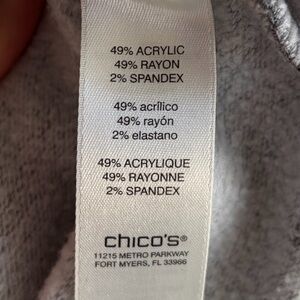 49% ACRYLIC
49% RAYON
2% SPANDEX
49% acrílico
49% rayón
2% elastano
49% ACRYLIQUE
49% RAYONNE
2% SPANDEX
chico's®
11215 METRO PARKWAY
FORT MYERS, FL 33966